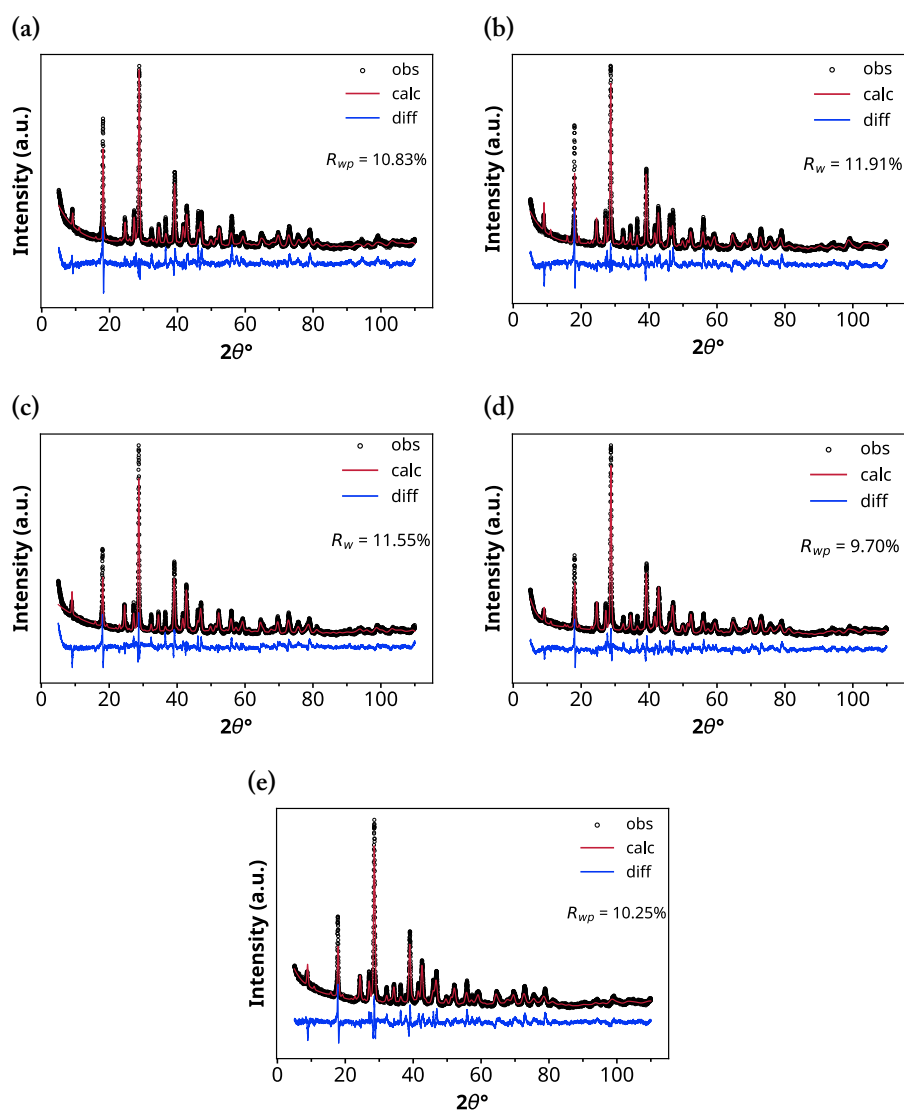 (a)
Intensity (a.u.)
obs
calc
diff
Rwp = 10.83%
0 20 40 60 80 100
2θ°
(b)
Intensity (a.u.)
obs
calc
diff
Rw = 11.91%
0 20 40 60 80 100
2θ°
(c)
Intensity (a.u.)
obs
calc
diff
Rw = 11.55%
0 20 40 60 80 100
2θ°
(d)
Intensity (a.u.)
obs
calc
diff
Rwp = 9.70%
0 20 40 60 80 100
2θ°
(e)
Intensity (a.u.)
obs
calc
diff
Rwp = 10.25%
0 20 40 60 80 100
2θ°